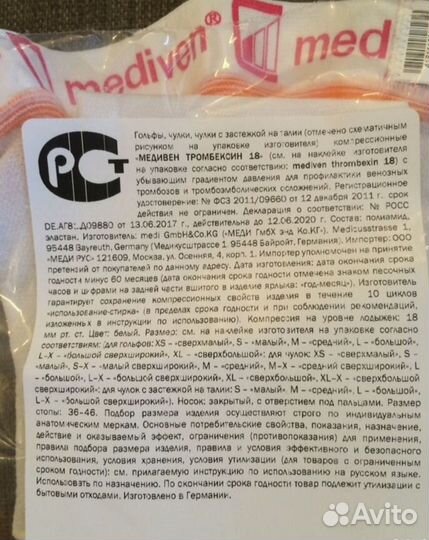 mediven®
medi
Гольфы, чулки, чулки с застежкой на талии (отмечено схематичным
рисунком на упаковке изготовителя) компрессионные
«МЕДИВЕН ТРОМБЕКСИН 18» (см. на наклейке изготовителя
на упаковке согласно соответствию: mediven thrombexin 18) с
убывающим градиентом давления для профилактики венозных
тромбозов и тромбоэмболических осложнений. Регистрационное
удостоверение: № ФСЗ 2011/09660 от 12 декабря 2011 г. срок
действия не ограничен. Декларация о соответствии: № РОСС
DE.АГ81.Д09880 от 13.06.2017 г., действительна до 12.06.2020 г. Состав: полиамид,
эластан. Изготовитель: medi GmbH&Co.KG («МЕДИ ГмбХ энд Ко.КГ»). Medicusstrasse 1,
95448 Bayreuth, Germany (Медикусштрассе 1, 95448 Байройт, Германия). Импортер: ООО
«МЕДИ РУС» 121609, Москва, ул. Осенняя, 4, корп. 1. Импортер уполномочен на принятие
претензий от покупателей по данному адресу. Дата изготовления: дата окончания срока
годности минус 60 месяцев (дата окончания срока годности отмечена знаком песочных
часов и цифрами на задней части вшитого в изделие ярлыка: «год-месяц»). Изготовитель
гарантирует сохранение компрессионных свойств изделия в течение 10 циклов
«использование-стирка» (в пределах срока годности и при соблюдении рекомендаций,
изложенных в инструкции по использованию). Компрессия на уровне лодыжек: 18
мм рт. ст. Цвет: белый. Размер: см. на наклейке изготовителя на упаковке согласно
соответствиям: (для гольфов: XS – «сверхмалый», S – «малый», M – «средний», L – «большой»,
L-X – «большой сверхширокий», XL – «сверхбольшой»: для чулок: XS – «сверхмалый», S –
«малый», S-X – «малый сверхширокий», M – «средний», M-X – «средний сверхширокий», L –
«большой», L-X – «большой сверхширокий», XL – «сверхбольшой», XL-X – «сверхбольшой
сверхширокий»: для чулок с застежкой на талии: S – «малый», M – «средний», L – «большой»,
L-X – «большой сверхширокий»). Носок: закрытый, с отверстием под пальцами. Размер
стопы: 36-46. Подбор размера изделия осуществляют строго по индивидуальным
анатомическим меркам. Основные потребительские свойства, показания, назначение,
действие и оказываемый эффект, ограничения (противопоказания) для применения,
правила подбора размера изделия, правила и условия эффективного и безопасного
использования, условия хранения, условия утилизации (для товаров с ограниченным
сроком годности): см. прилагаемую инструкцию по использованию на русском языке.
Использовать по назначению. По окончании срока годности товар подлежит утилизации с
бытовыми отходами. Изготовлено в Германии.
Avito